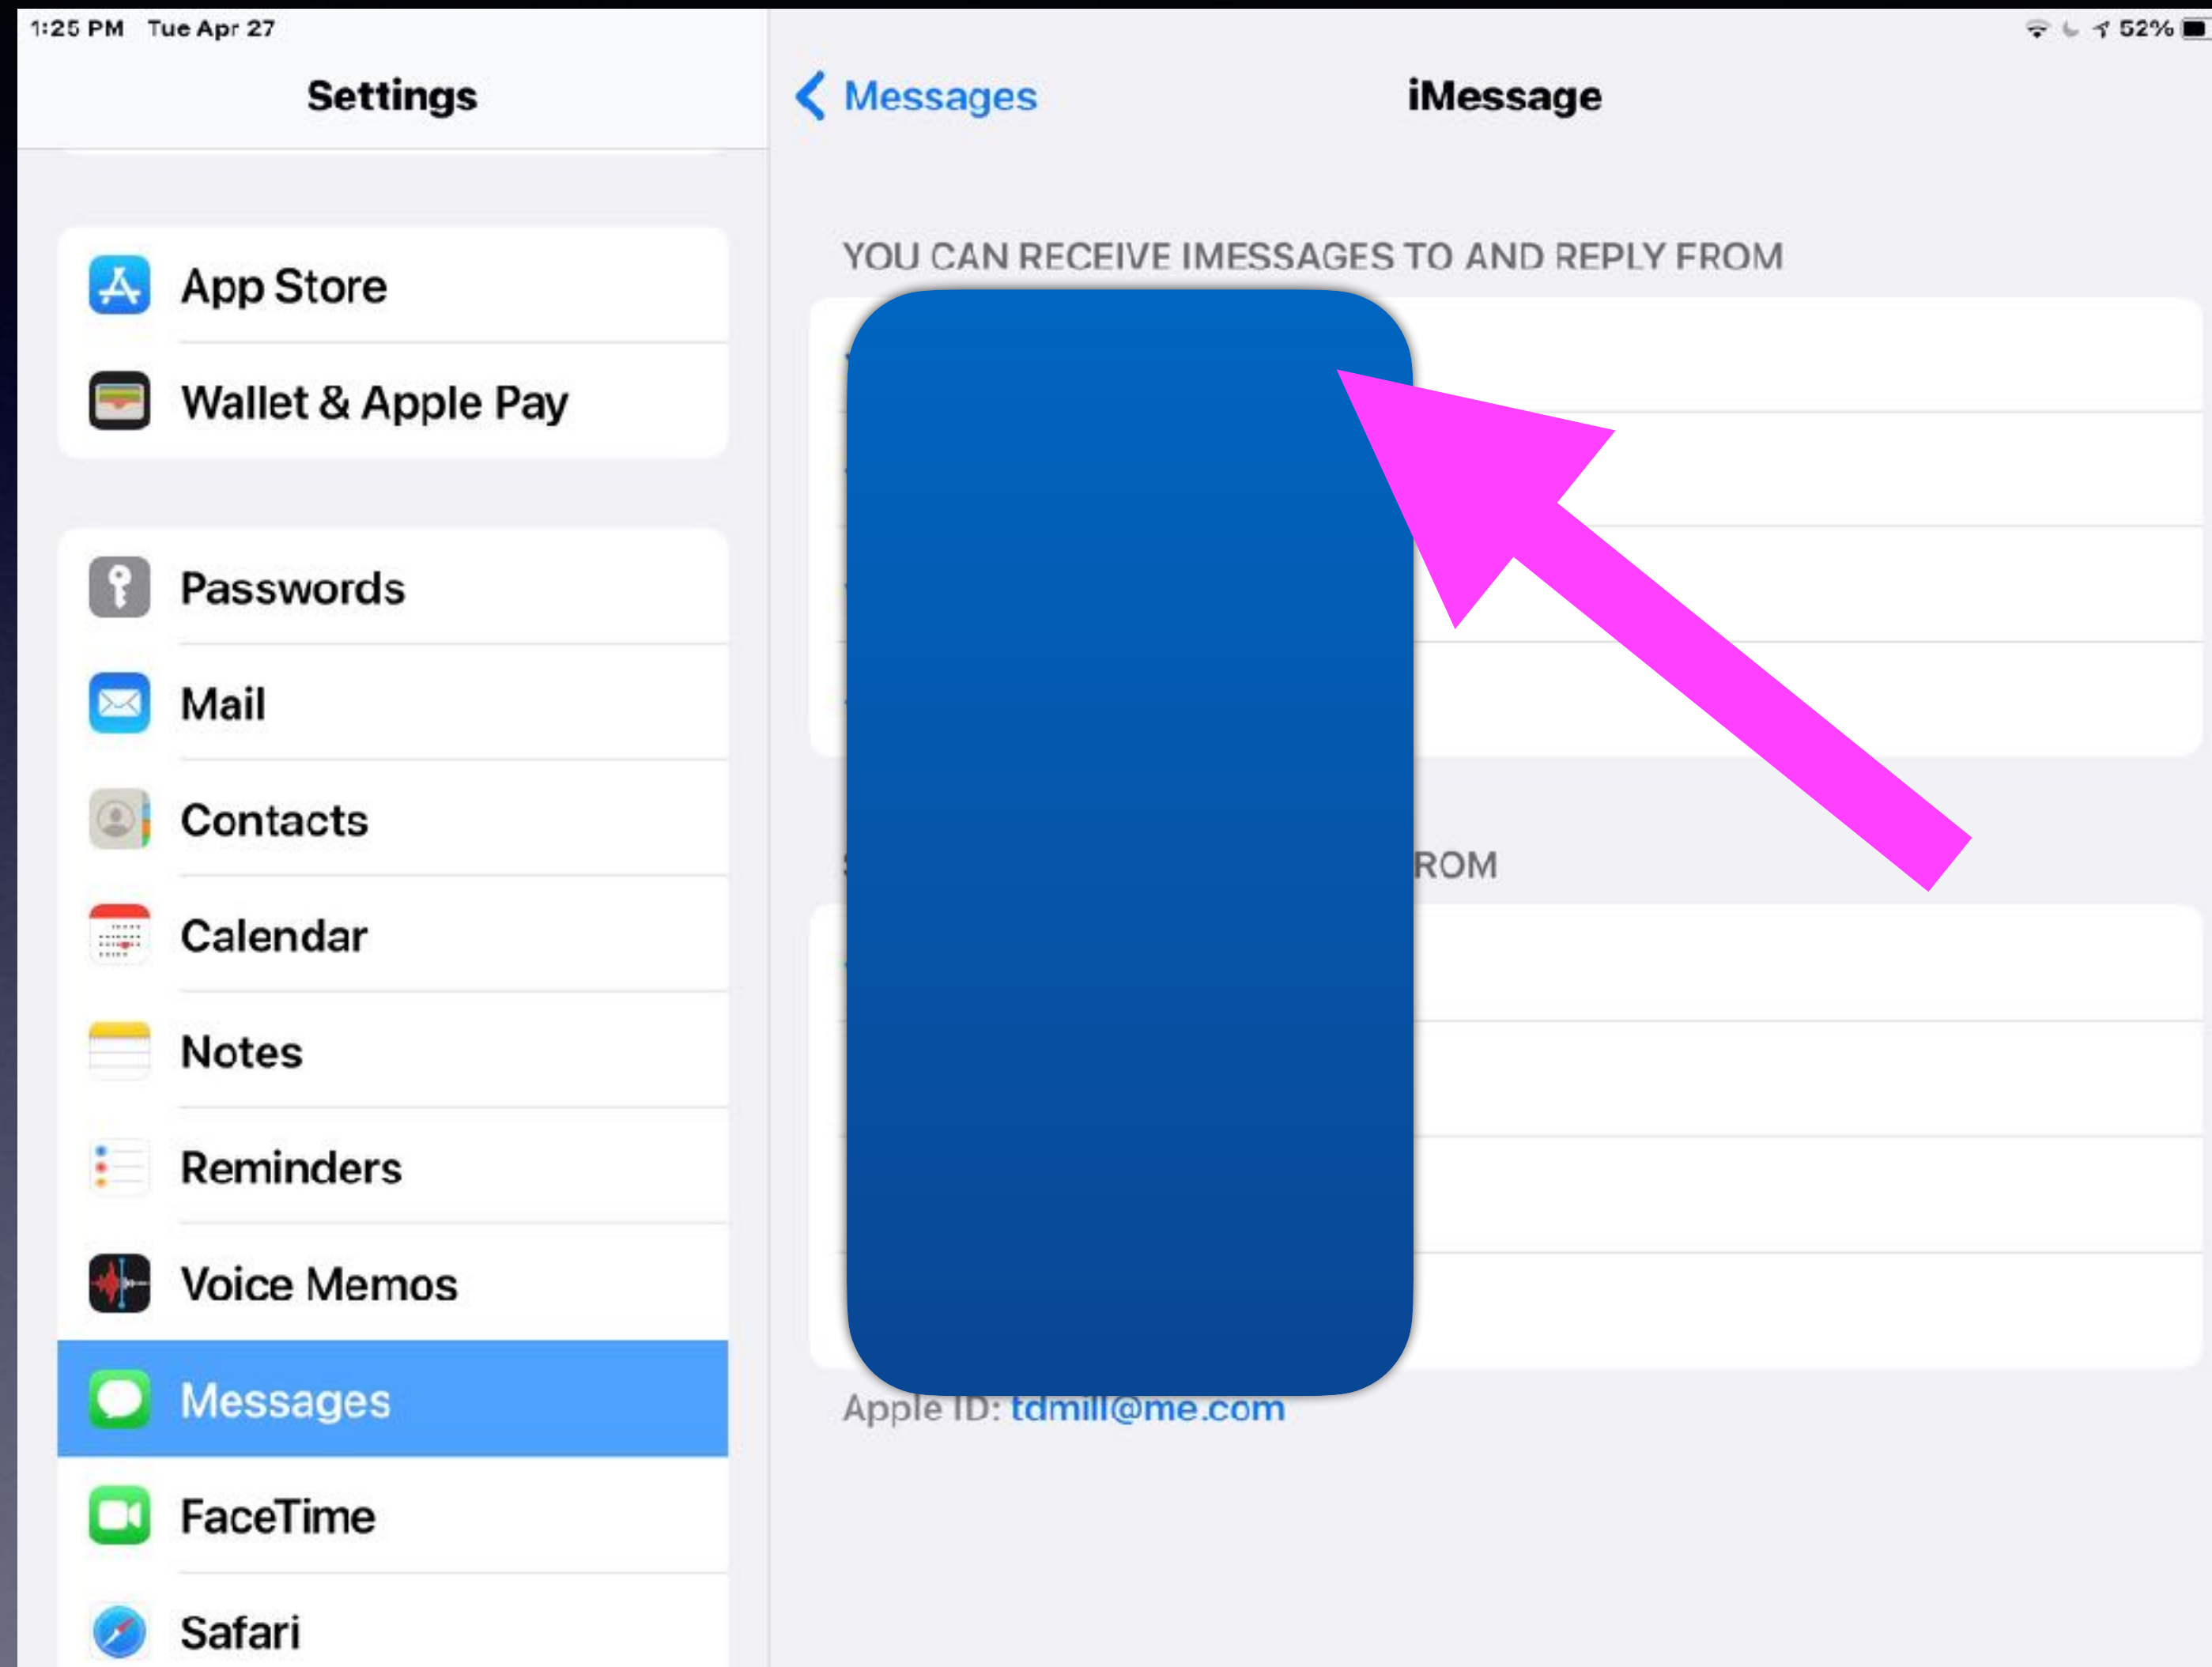 1:25 PM Tue Apr 27
52%
Settings
App Store
Wallet & Apple Pay
Passwords
Mail
Contacts
Calendar
Notes
Reminders
Voice Memos
Messages
FaceTime
Safari
Messages
iMessage
YOU CAN RECEIVE IMESSAGES TO AND REPLY FROM
ROM
Apple ID: tdmill@me.com